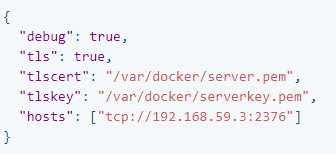 {
"debug": true,
"tls": true,
"tlscert": "/var/docker/server.pem",
"tlskey": "/var/docker/serverkey.pem",
"hosts": ["tcp://192.168.59.3:2376"]
}